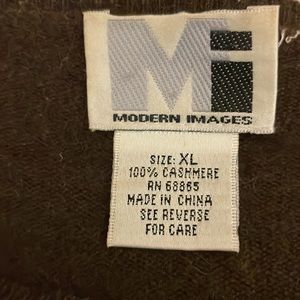 Mi
MODERN IMAGES
SIZE: XL
100% CASHMERE
RN 68865
MADE IN CHINA
SEE REVERSE
FOR CARE